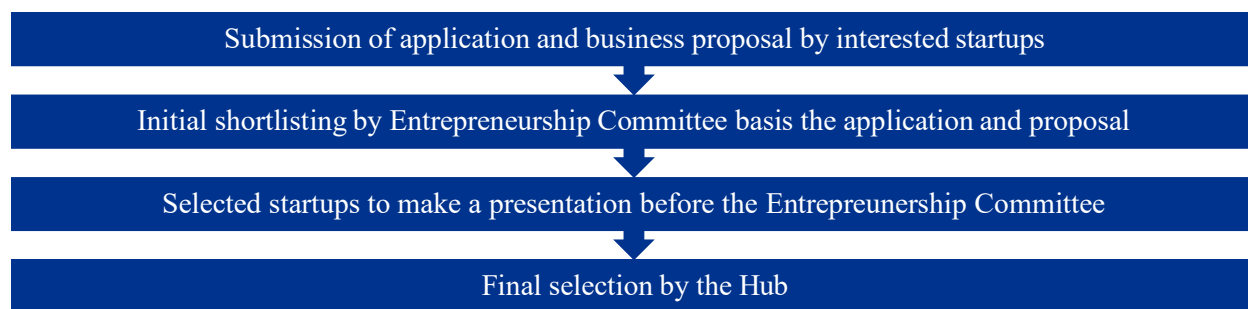 Submission of application and business proposal by interested startups
Initial shortlisting by Entrepreneurship Committee basis the application and proposal
Selected startups to make a presentation before the Entrepreunership Committee
Final selection by the Hub